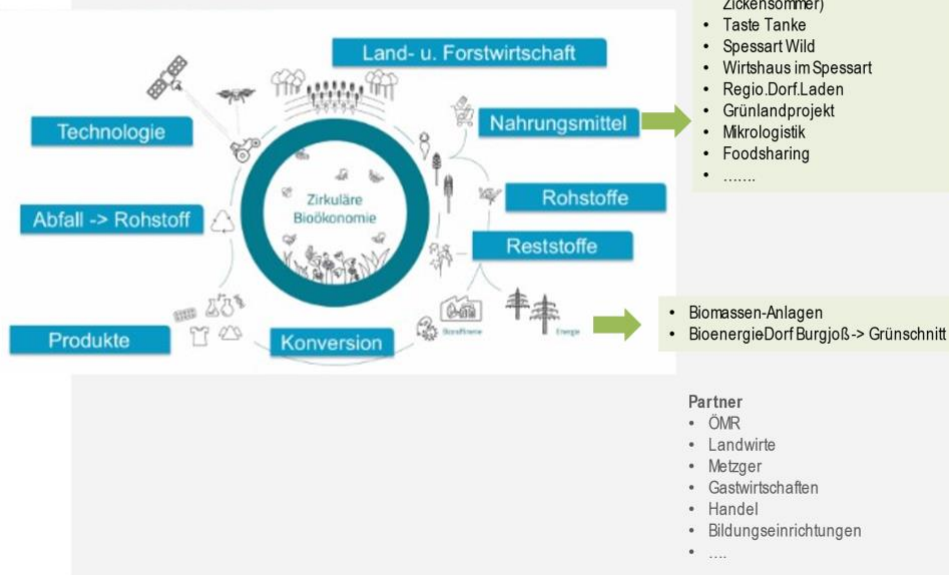 Zickensommer)
• Taste Tanke
• Spessart Wild
• Wirtshaus im Spessart
• Regio.Dorf.Laden
• Grünlandprojekt
• Mikrologistik
• Foodsharing
• .......
Land- u. Forstwirtschaft
Technologie
Nahrungsmittel
Zirkuläre
Bioökonomie
Rohstoffe
Abfall -> Rohstoff
Reststoffe
Bioraffinerie
Energie
Produkte
Konversion
• Biomassen-Anlagen
• BioenergieDorf Burgjoß-> Grünschnitt
Partner
• ÖMR
• Landwirte
• Metzger
• Gastwirtschaften
• Handel
• Bildungseinrichtungen
• ....